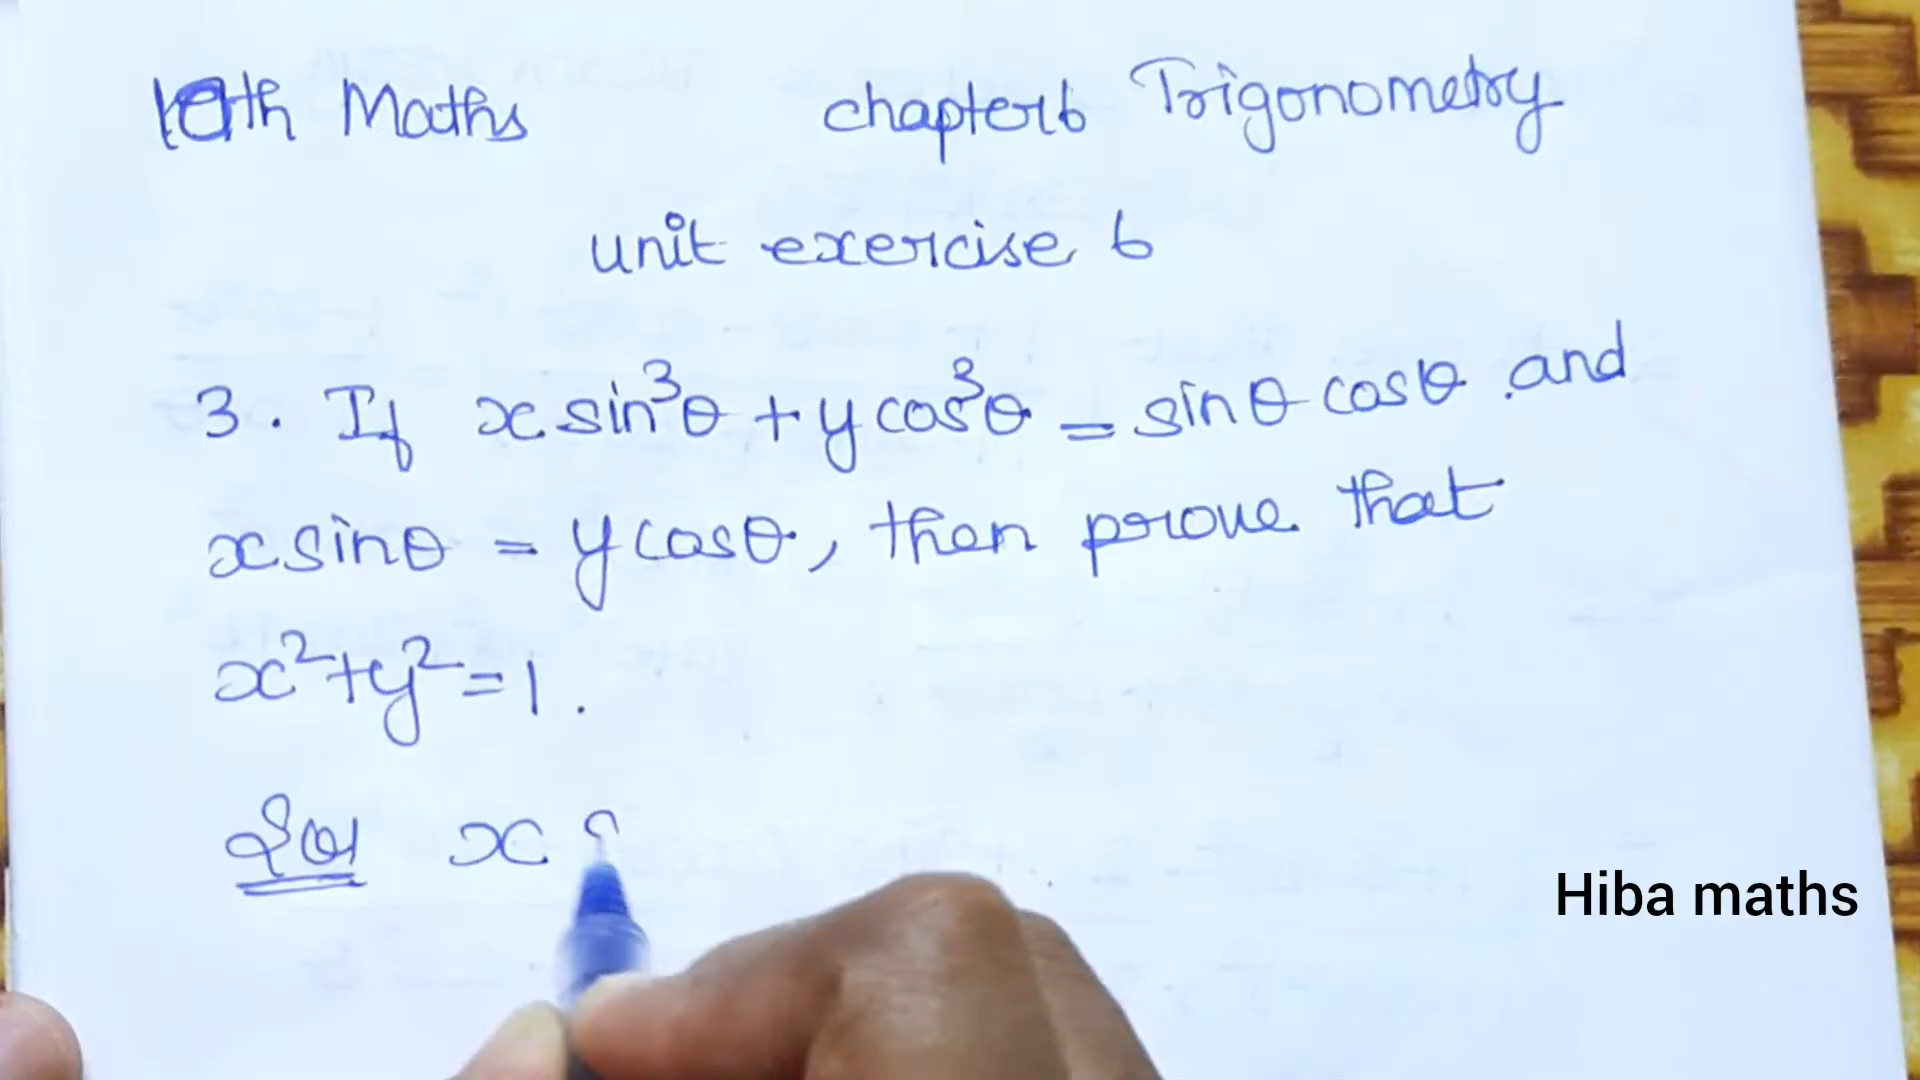 10th Maths chapter 6 Trigonometry
unit exercise 6
3. If x sin³θ + y cos³θ = sinθ cosθ and
x sinθ = y cosθ, then prove that
x² + y² = 1.
Sol x s
Hiba maths